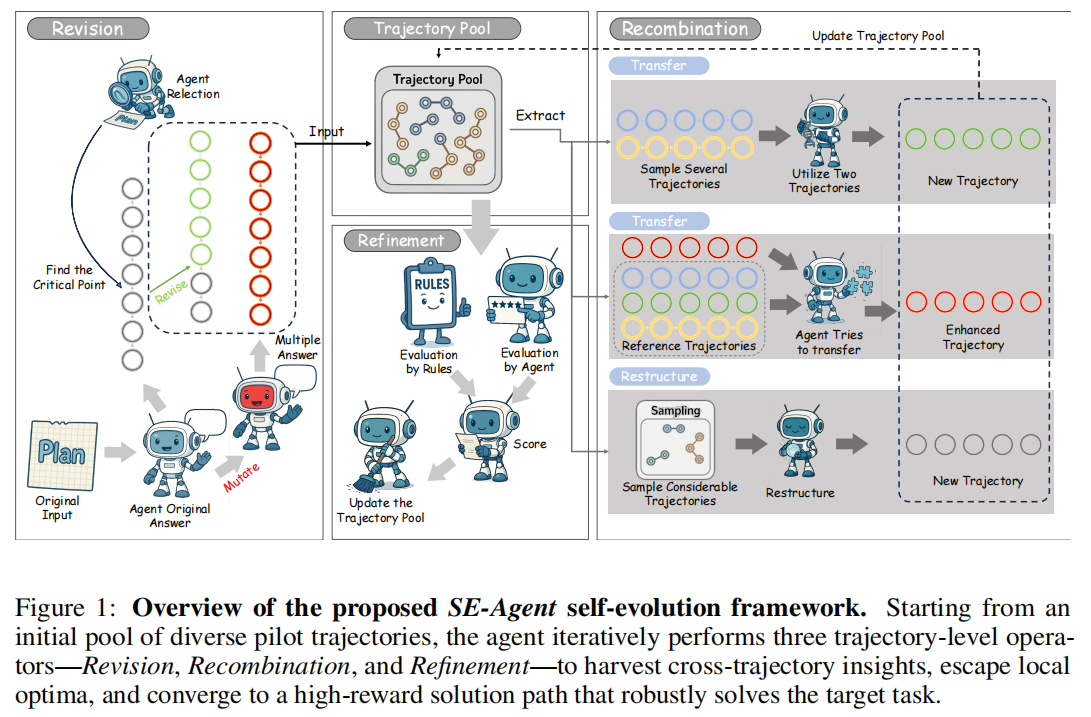 Revision
Agent
Relection
Plan
Find the
Critical Point
Revise
Multiple
Answer
Plan
Original
Input
Agent Original
Answer
Mutate
Input
Trajectory Pool
Trajectory Pool
Extract
Refinement
RULES
Evaluation
by Rules
Evaluation
by Agent
Score
Update the
Trajectory Pool
Recombination
Update Trajectory Pool
Transfer
Sample Several
Trajectories
Utilize Two
Trajectories
New Trajectory
Transfer
Reference Trajectories
Agent Tries
to transfer
Enhanced
Trajectory
Restructure
Sampling
Sample Considerable
Trajectories
Restructure
New Trajectory
Figure 1: Overview of the proposed SE-Agent self-evolution framework. Starting from an
initial pool of diverse pilot trajectories, the agent iteratively performs three trajectory-level opera-
tors—Revision, Recombination, and Refinement—to harvest cross-trajectory insights, escape local
optima, and converge to a high-reward solution path that robustly solves the target task.